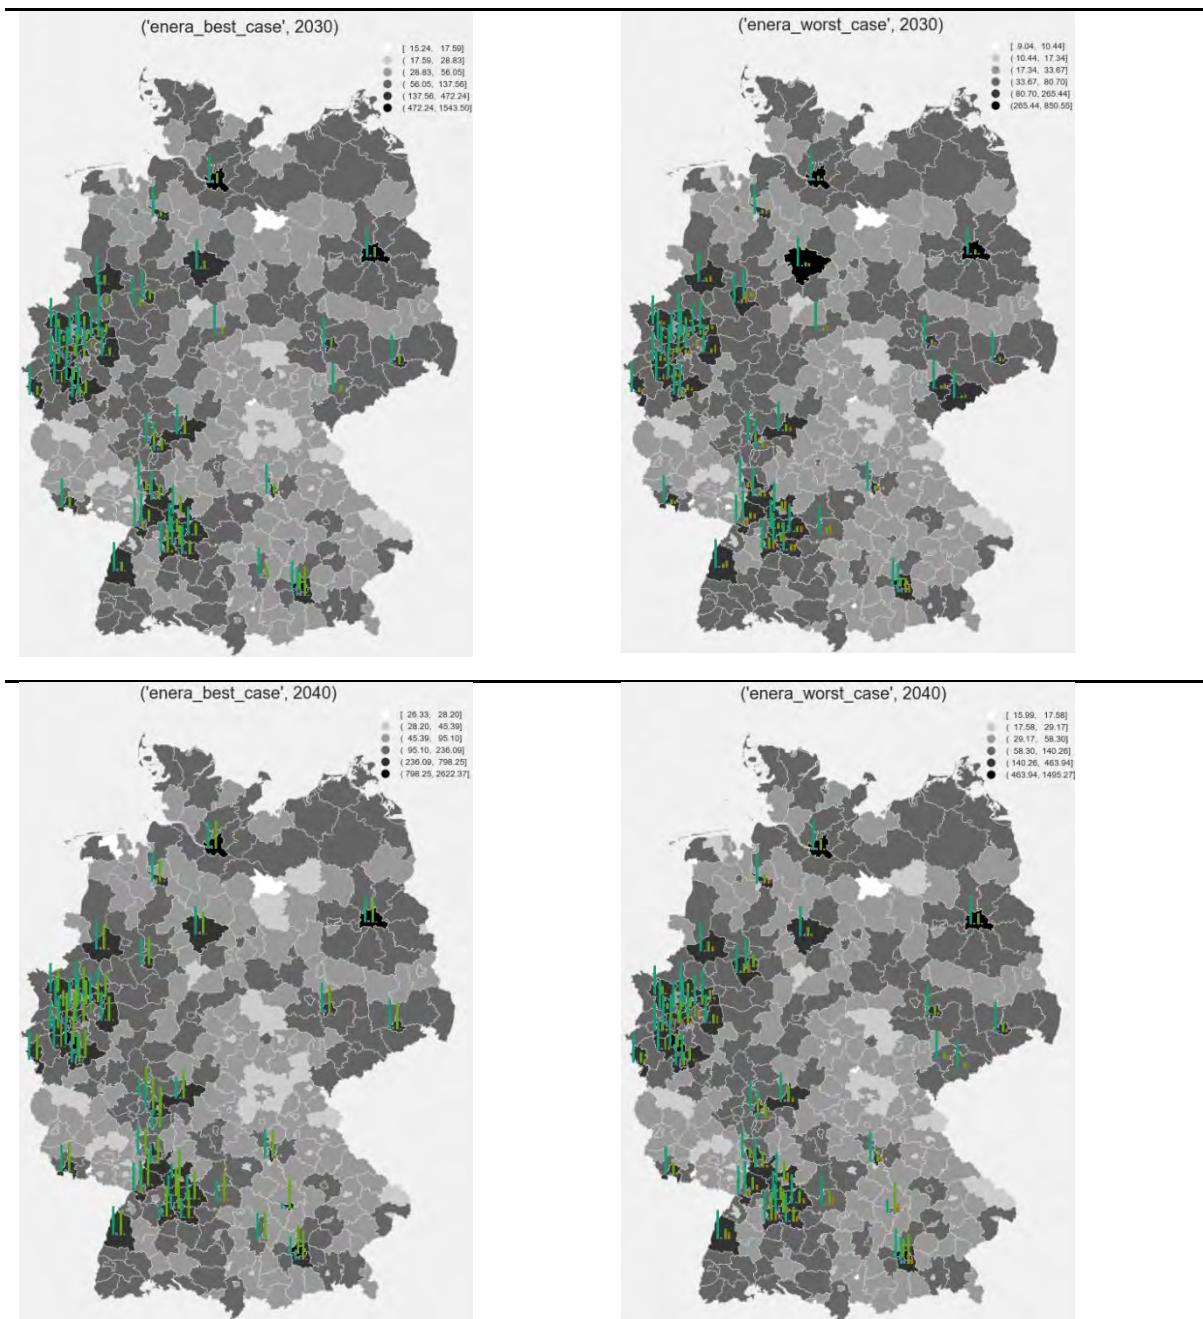 ('enera_best_case', 2030)
[ 15.24, 17.59]
( 17.59, 28.83]
( 28.83, 56.05]
( 56.05, 137.56]
( 137.56, 472.24]
( 472.24, 1543.50]
('enera_worst_case', 2030)
[ 9.04, 10.44]
( 10.44, 17.34]
( 17.34, 33.67]
( 33.67, 80.70]
( 80.70, 265.44]
(265.44, 850.55]
('enera_best_case', 2040)
[ 26.33, 28.20]
( 28.20, 45.39]
( 45.39, 95.10]
( 95.10, 236.09]
( 236.09, 798.25]
( 798.25, 2622.37]
('enera_worst_case', 2040)
[ 15.99, 17.58]
( 17.58, 29.17]
( 29.17, 58.30]
( 58.30, 140.26]
( 140.26, 463.94]
( 463.94, 1495.27]